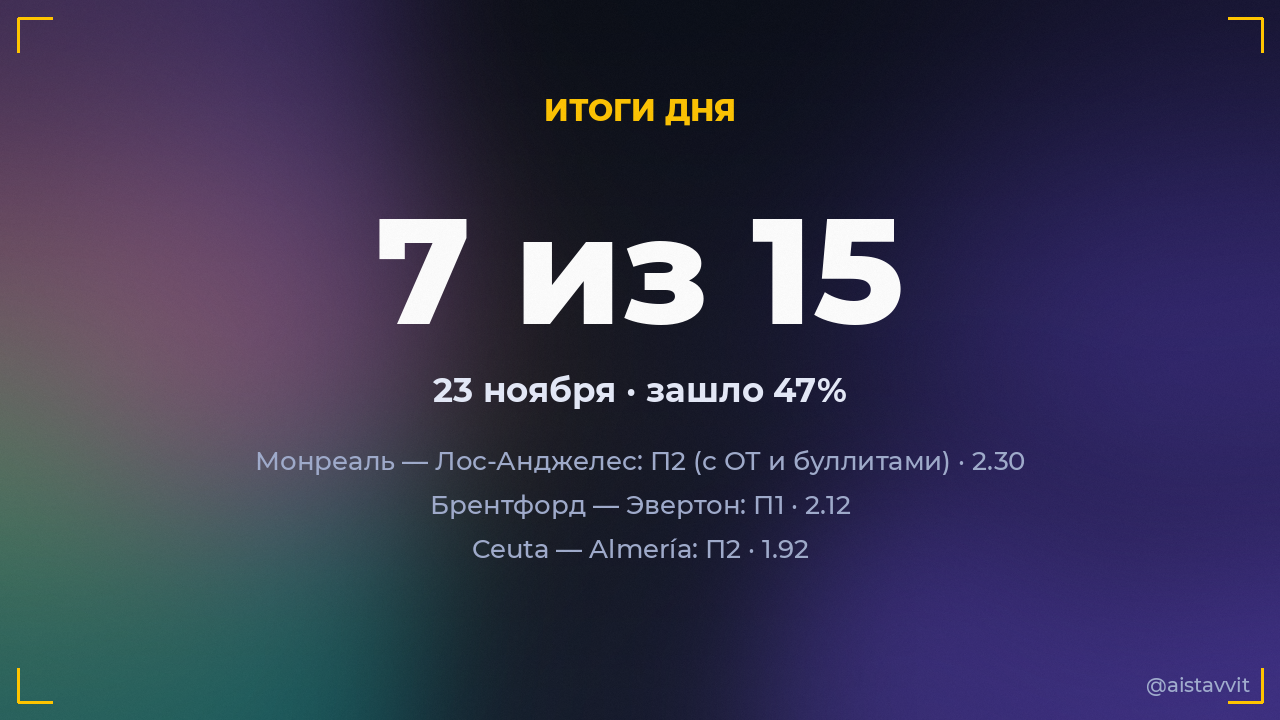 ИТОГИ ДНЯ
7 из 15
23 ноября · зашло 47%
Монреаль — Лос-Анджелес: П2 (с ОТ и буллитами) · 2.30
Брентфорд — Эвертон: П1 · 2.12
Ceuta — Almería: П2 · 1.92
@aistavvit